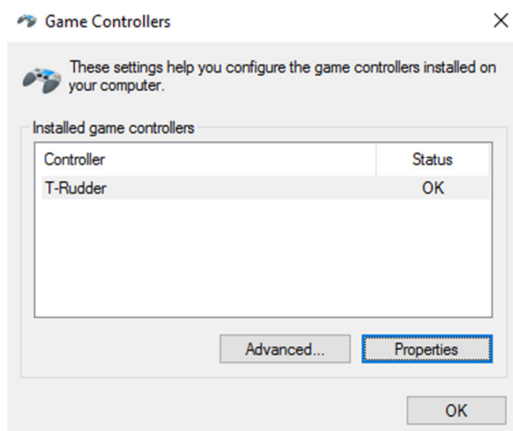 Game Controllers
These settings help you configure the game controllers installed on
your computer.
Installed game controllers
Controller Status
T-Rudder OK
Advanced... Properties
OK